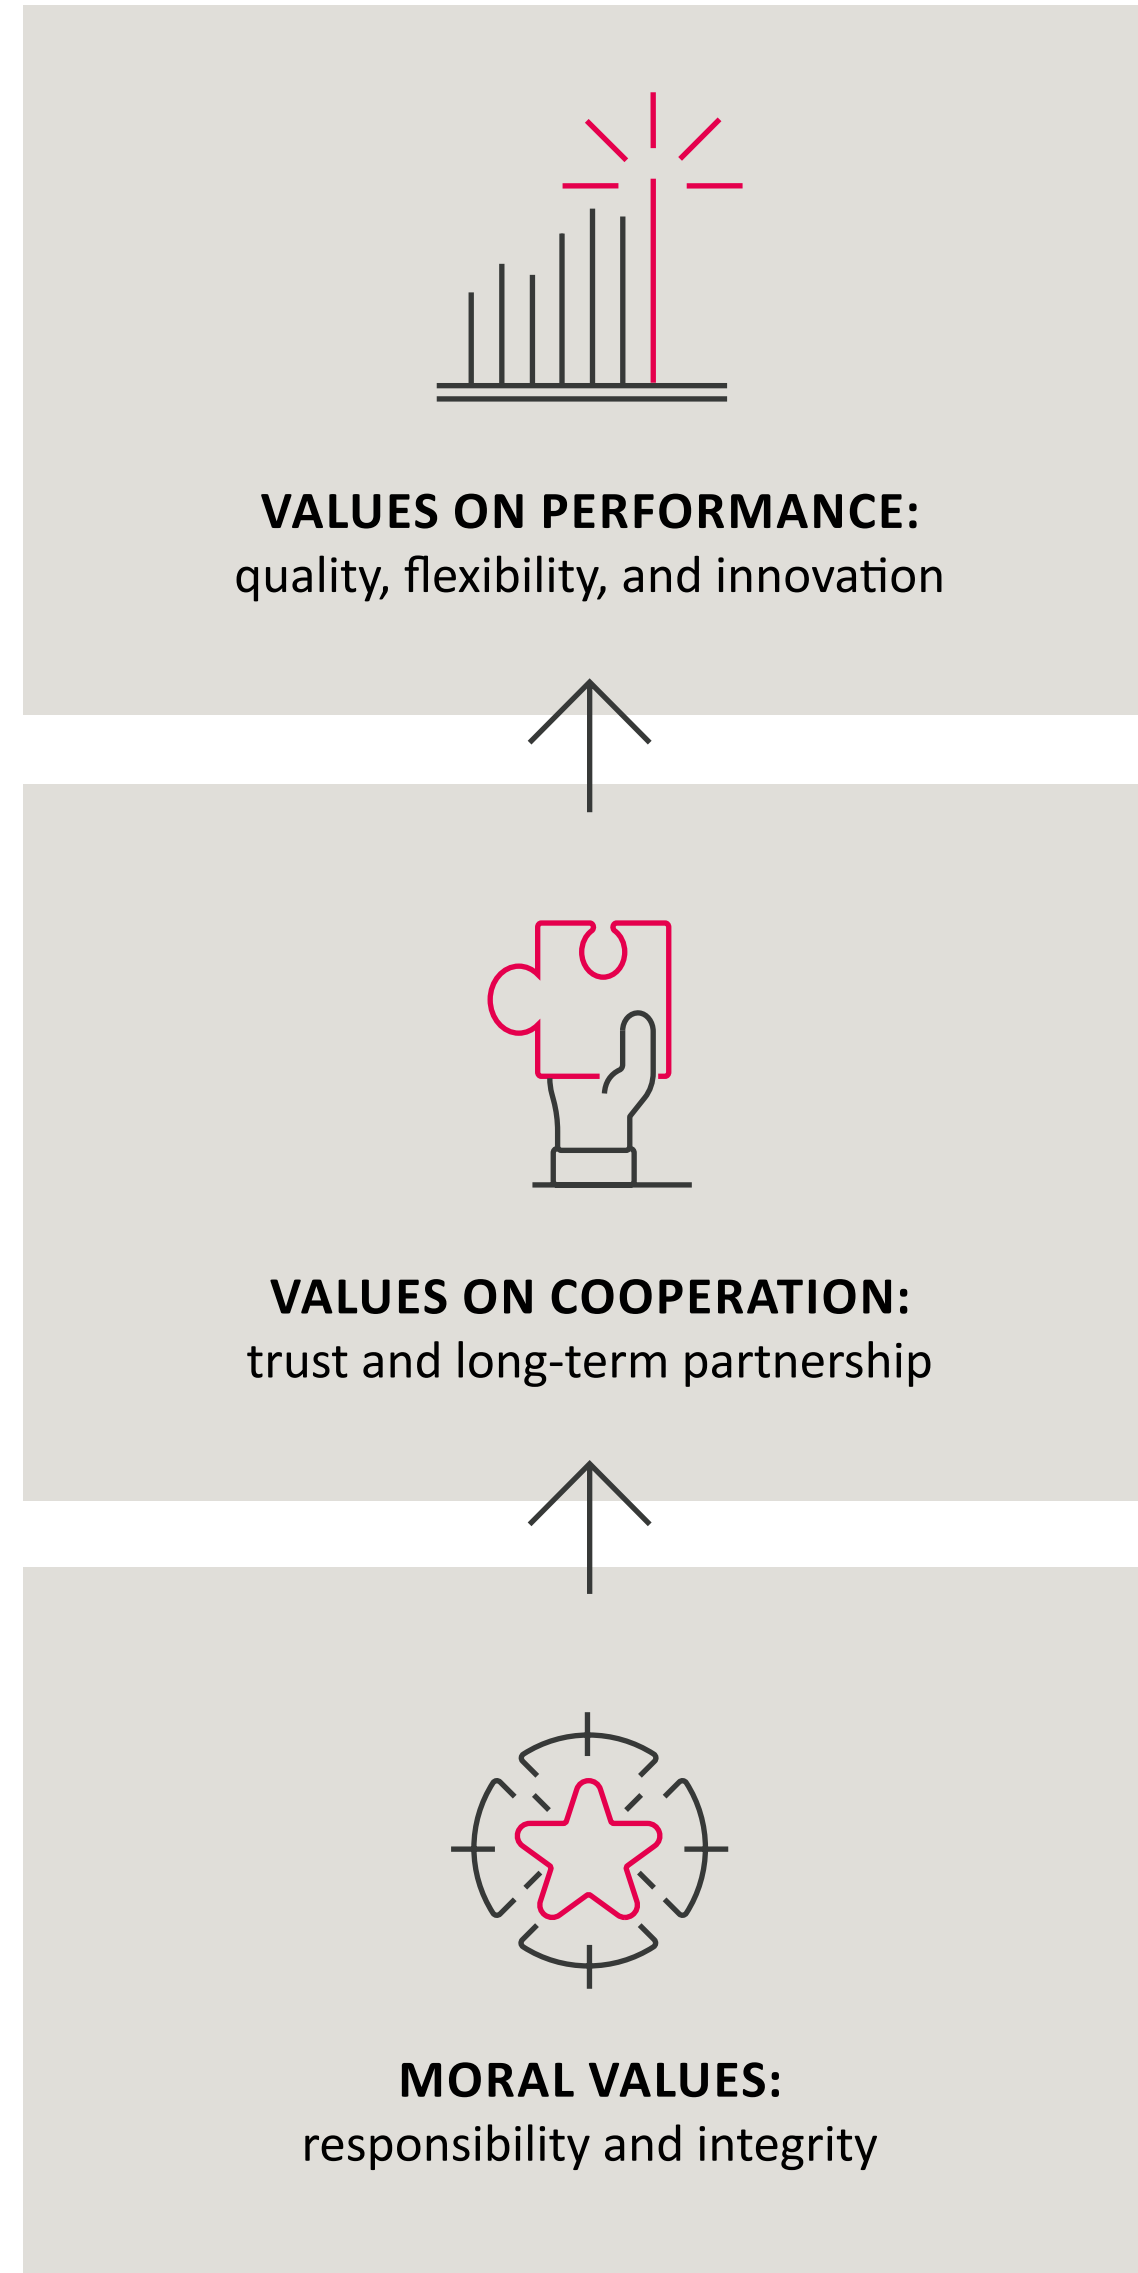 VALUES ON PERFORMANCE:
quality, flexibility, and innovation
VALUES ON COOPERATION:
trust and long-term partnership
MORAL VALUES:
responsibility and integrity